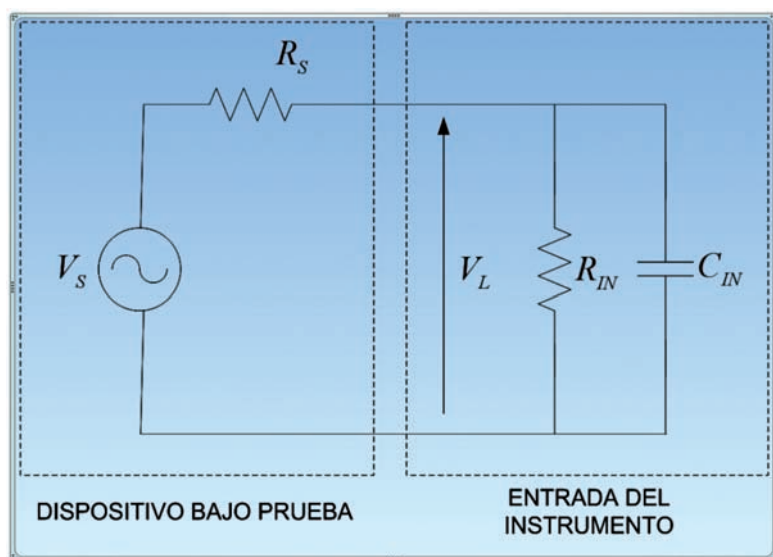 R_S
V_S
V_L
R_IN
C_IN
DISPOSITIVO BAJO PRUEBA
ENTRADA DEL
INSTRUMENTO